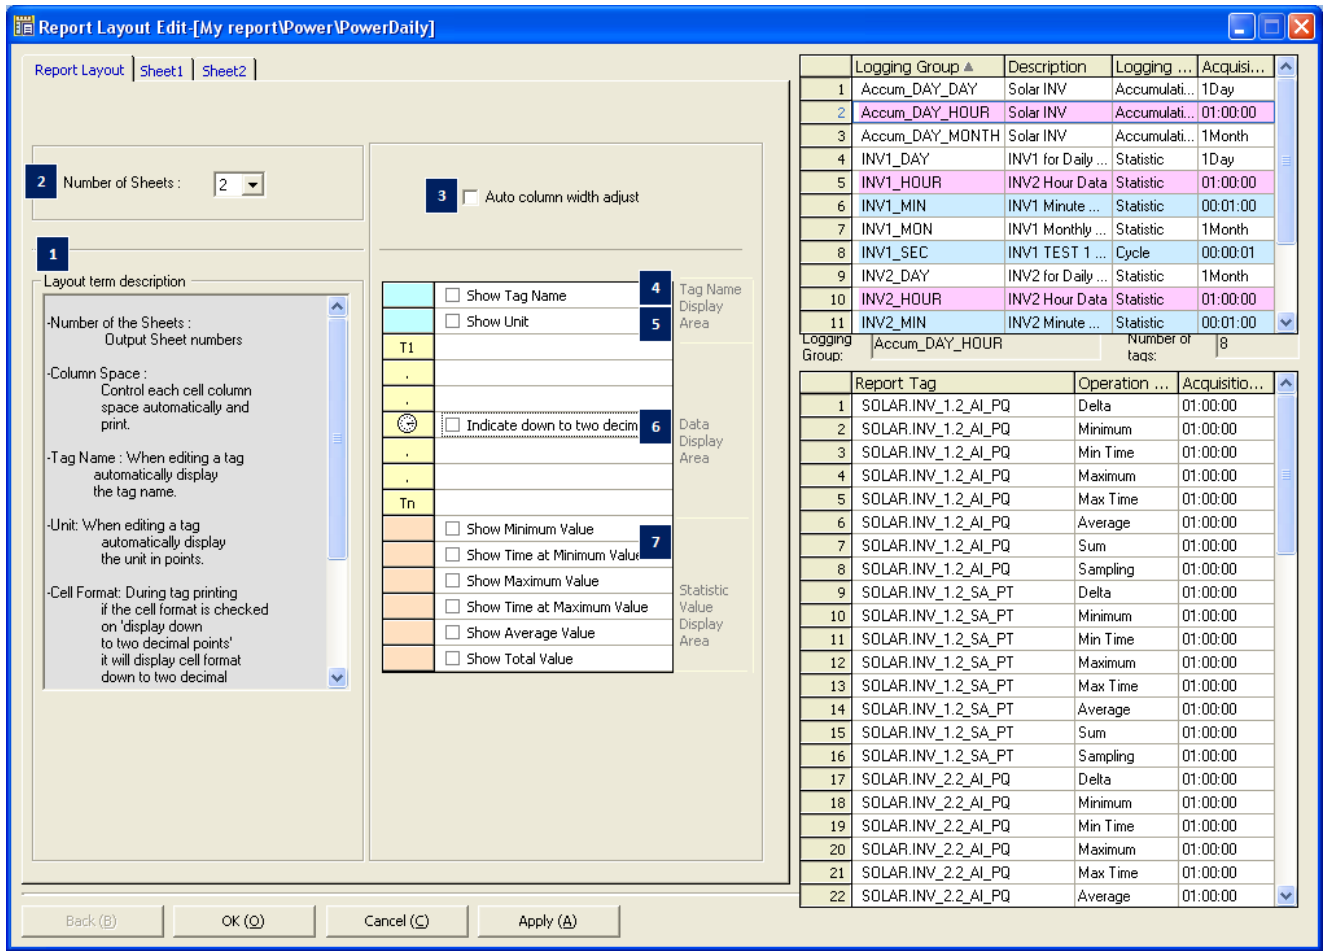 Report Layout Edit-[My report\Power\PowerDaily]
Report Layout Sheet1 Sheet2
2 Number of Sheets : 2
3 Auto column width adjust
1
Layout term description
-Number of the Sheets :
Output Sheet numbers
-Column Space :
Control each cell column
space automatically and
print.
-Tag Name : When editing a tag
automatically display
the tag name.
-Unit: When editing a tag
automatically display
the unit in points.
-Cell Format: During tag printing
if the cell format is checked
on 'display down
to two decimal points'
it will display cell format
down to two decimal
Show Tag Name 4
Show Unit 5
Tag Name
Display
Area
T1
.
.
Indicate down to two decim 6
.
.
Tn
Data
Display
Area
Show Minimum Value
Show Time at Minimum Value 7
Show Maximum Value
Show Time at Maximum Value
Show Average Value
Show Total Value
Statistic
Value
Display
Area
Back (B) OK (O) Cancel (C) Apply (A)
Logging Group Description Logging ... Acquisi...
1 Accum_DAY_DAY Solar INV Accumulati... 1Day
2 Accum_DAY_HOUR Solar INV Accumulati... 01:00:00
3 Accum_DAY_MONTH Solar INV Accumulati... 1Month
4 INV1_DAY INV1 for Daily ... Statistic 1Day
5 INV1_HOUR INV2 Hour Data Statistic 01:00:00
6 INV1_MIN INV1 Minute ... Statistic 00:01:00
7 INV1_MON INV1 Monthly ... Statistic 1Month
8 INV1_SEC INV1 TEST 1 ... Cycle 00:00:01
9 INV2_DAY INV2 for Daily ... Statistic 1Month
10 INV2_HOUR INV2 Hour Data Statistic 01:00:00
11 INV2_MIN INV2 Minute ... Statistic 00:01:00
Logging Group: Accum_DAY_HOUR Number of tags: 8
Report Tag Operation ... Acquisitio...
1 SOLAR.INV_1.2_AI_PQ Delta 01:00:00
2 SOLAR.INV_1.2_AI_PQ Minimum 01:00:00
3 SOLAR.INV_1.2_AI_PQ Min Time 01:00:00
4 SOLAR.INV_1.2_AI_PQ Maximum 01:00:00
5 SOLAR.INV_1.2_AI_PQ Max Time 01:00:00
6 SOLAR.INV_1.2_AI_PQ Average 01:00:00
7 SOLAR.INV_1.2_AI_PQ Sum 01:00:00
8 SOLAR.INV_1.2_AI_PQ Sampling 01:00:00
9 SOLAR.INV_1.2_SA_PT Delta 01:00:00
10 SOLAR.INV_1.2_SA_PT Minimum 01:00:00
11 SOLAR.INV_1.2_SA_PT Min Time 01:00:00
12 SOLAR.INV_1.2_SA_PT Maximum 01:00:00
13 SOLAR.INV_1.2_SA_PT Max Time 01:00:00
14 SOLAR.INV_1.2_SA_PT Average 01:00:00
15 SOLAR.INV_1.2_SA_PT Sum 01:00:00
16 SOLAR.INV_1.2_SA_PT Sampling 01:00:00
17 SOLAR.INV_2.2_AI_PQ Delta 01:00:00
18 SOLAR.INV_2.2_AI_PQ Minimum 01:00:00
19 SOLAR.INV_2.2_AI_PQ Min Time 01:00:00
20 SOLAR.INV_2.2_AI_PQ Maximum 01:00:00
21 SOLAR.INV_2.2_AI_PQ Max Time 01:00:00
22 SOLAR.INV_2.2_AI_PQ Average 01:00:00